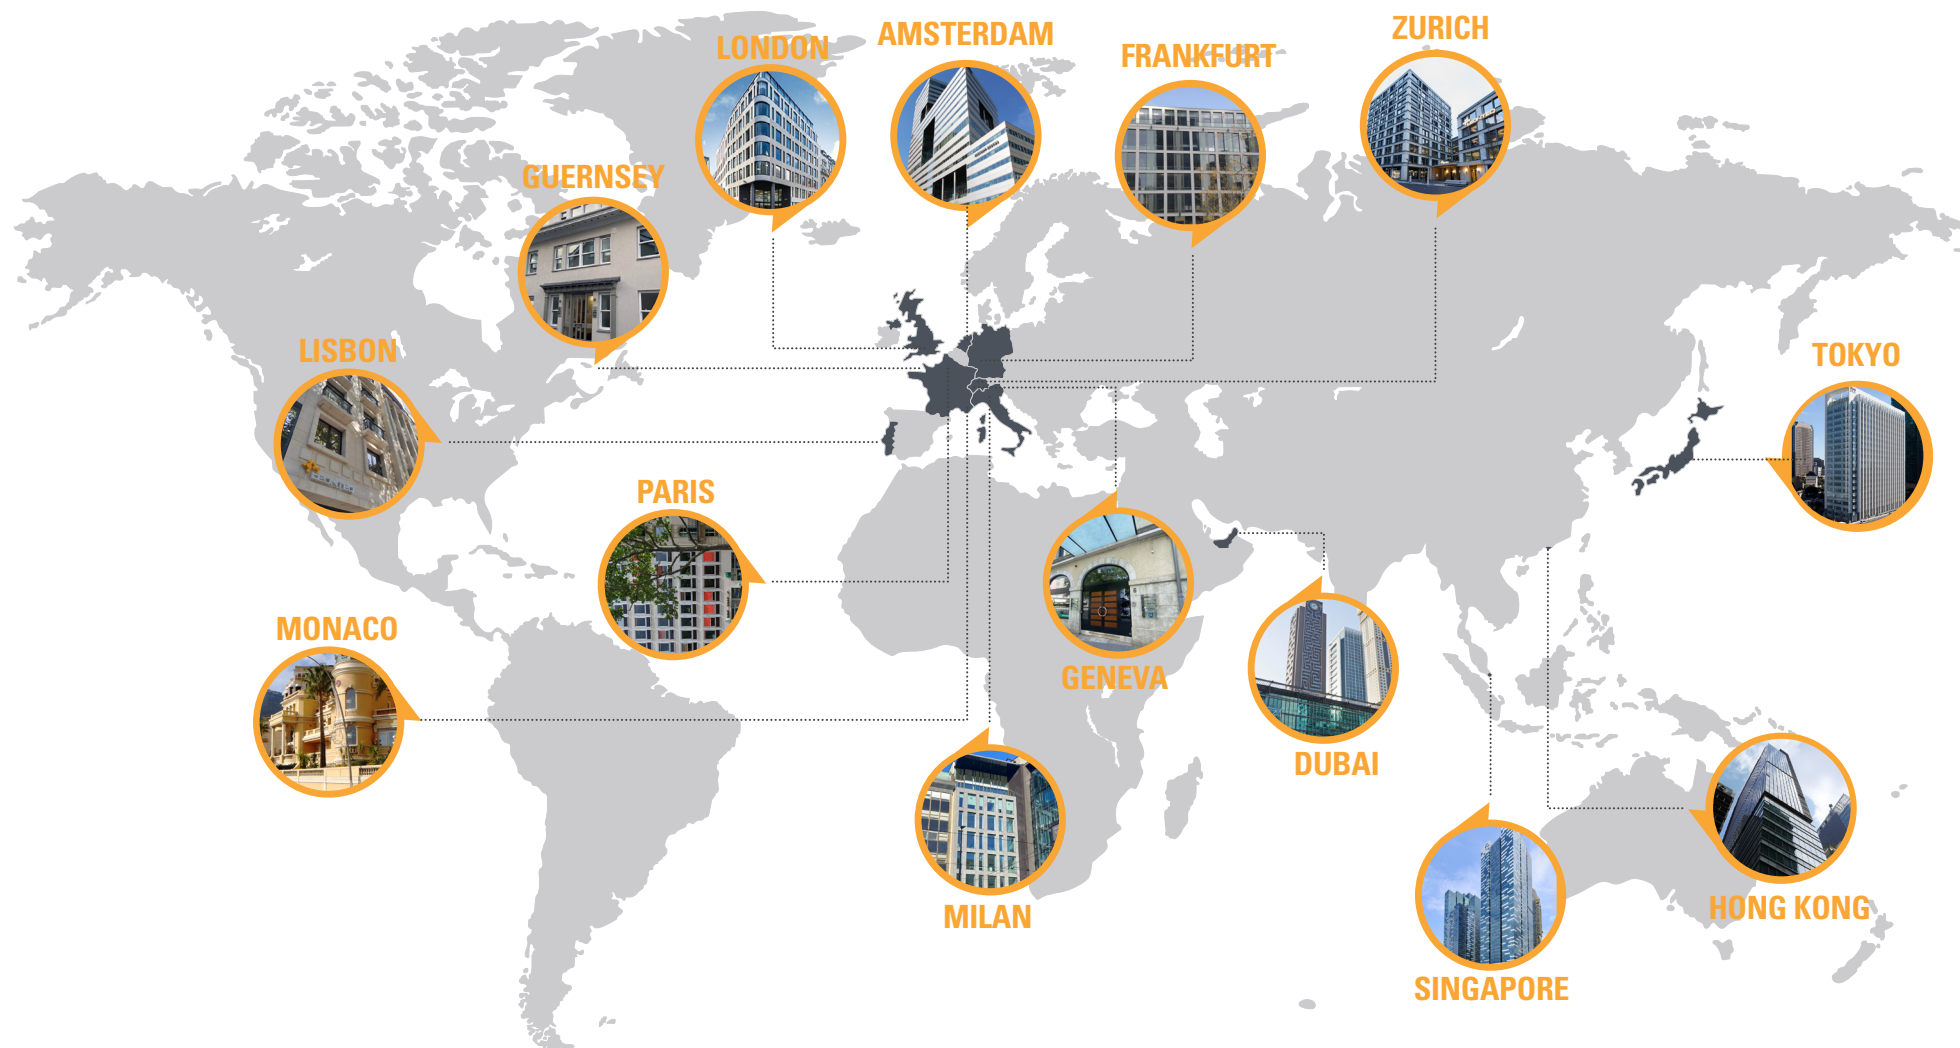 ZURICH
AMSTERDAM
LONDON
FRANKFURT
GUERNSEY
LISBON
TOKYO
PARIS
MONACO
GENEVA
DUBAI
MILAN
HONG KONG
SINGAPORE